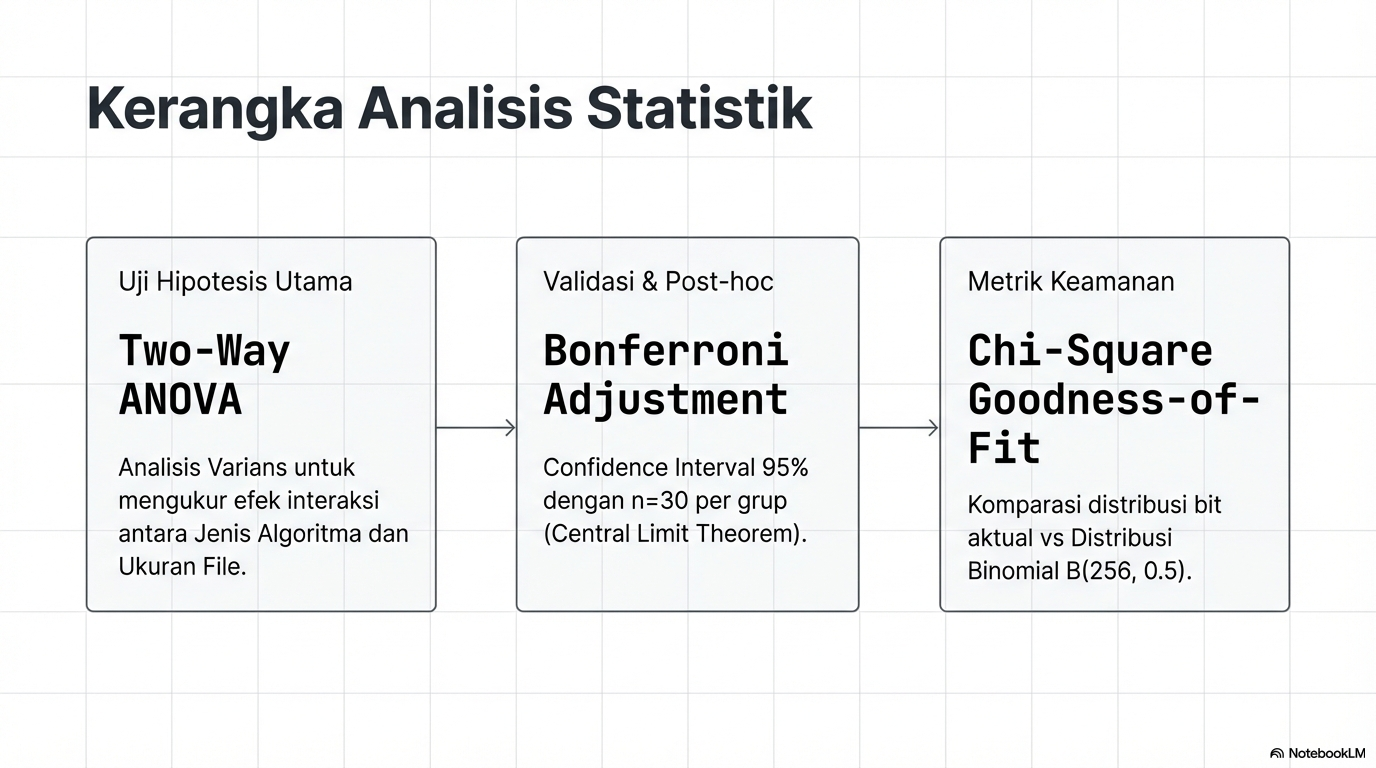 Kerangka Analisis Statistik
Uji Hipotesis Utama
Two-Way
ANOVA
Analisis Varians untuk
mengukur efek interaksi
antara Jenis Algoritma dan
Ukuran File.
Validasi & Post-hoc
Bonferroni
Adjustment
Confidence Interval 95%
dengan n=30 per grup
(Central Limit Theorem).
Metrik Keamanan
Chi-Square
Goodness-of-
Fit
Komparasi distribusi bit
aktual vs Distribusi
Binomial B(256, 0.5).
NotebookLM